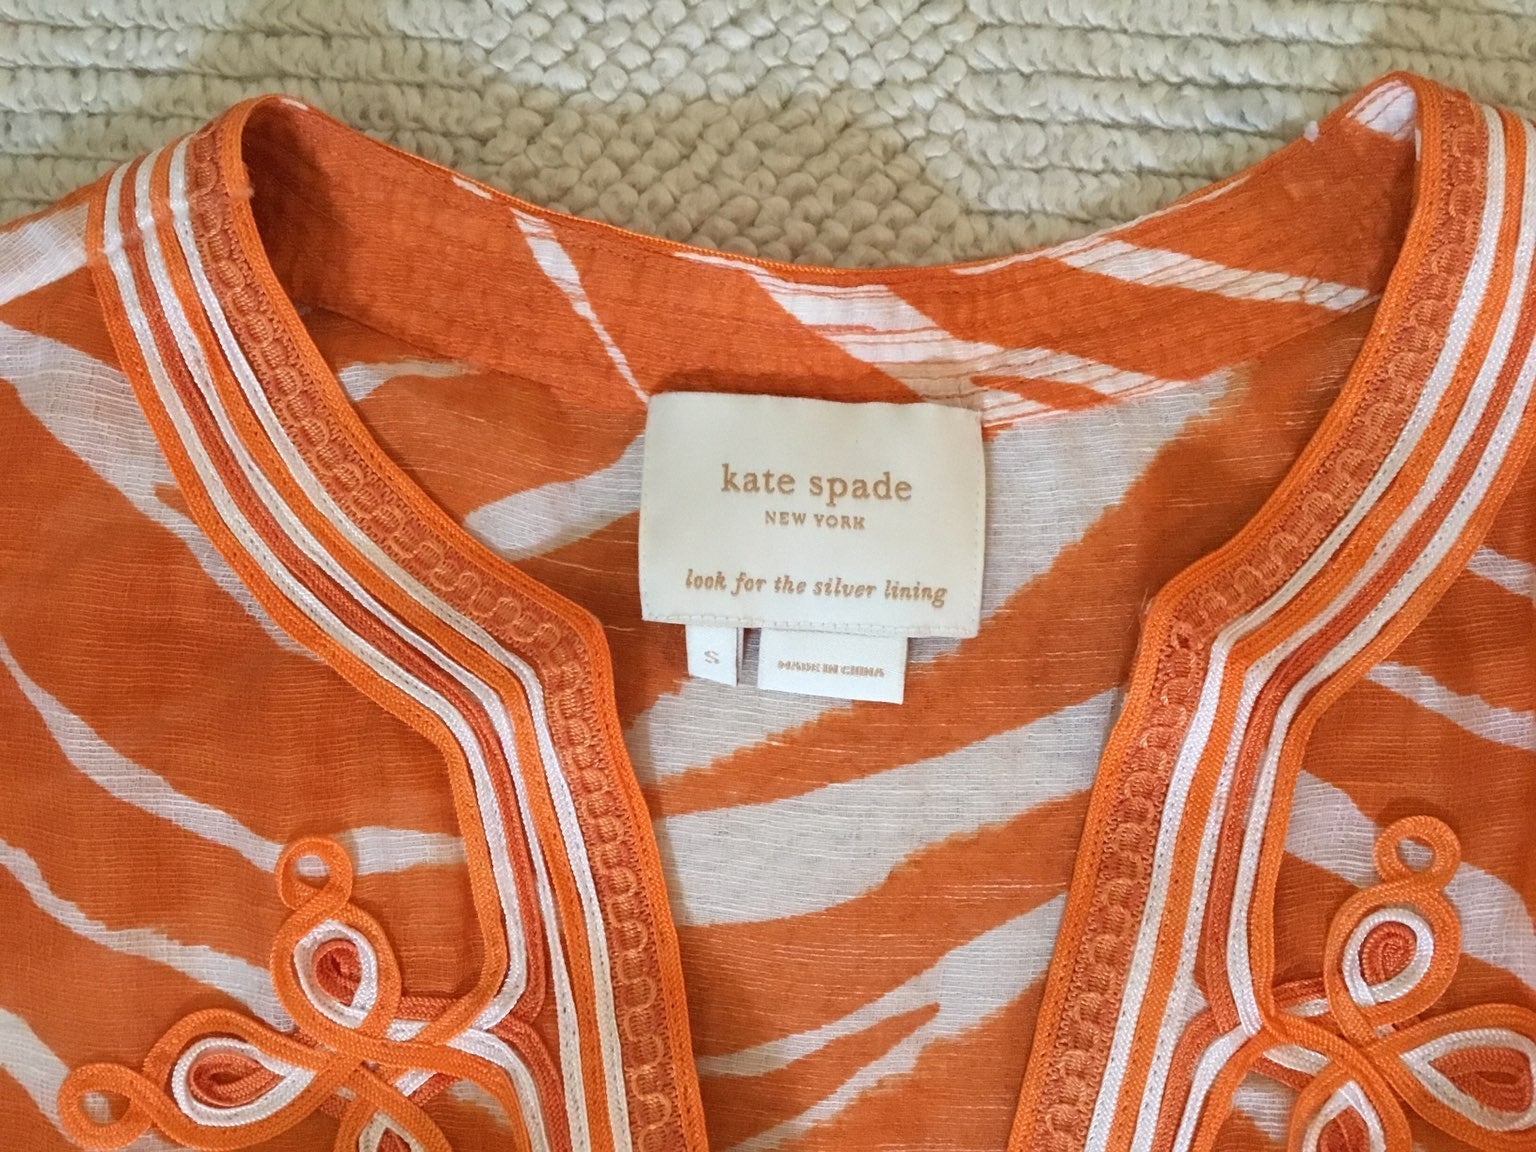 kate spade
NEW YORK
look for the silver lining
S
MADE IN CHINA